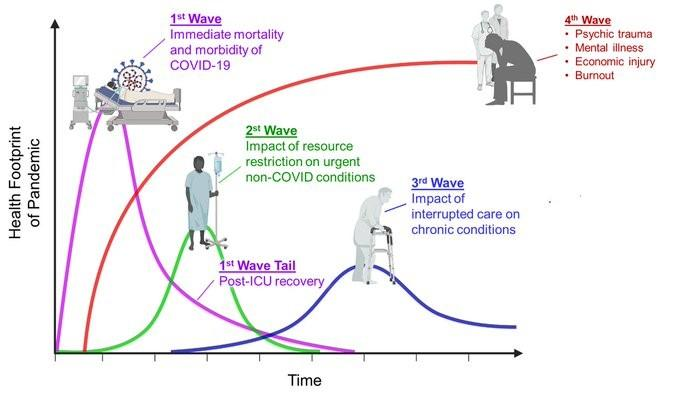 1st Wave
Immediate mortality
and morbidity of
COVID-19
4th Wave
• Psychic trauma
• Mental illness
• Economic injury
• Burnout
2nd Wave
Impact of resource
restriction on urgent
non-COVID conditions
3rd Wave
Impact of
interrupted care on
chronic conditions
1st Wave Tail
Post-ICU recovery
Health Footprint
of Pandemic
Time